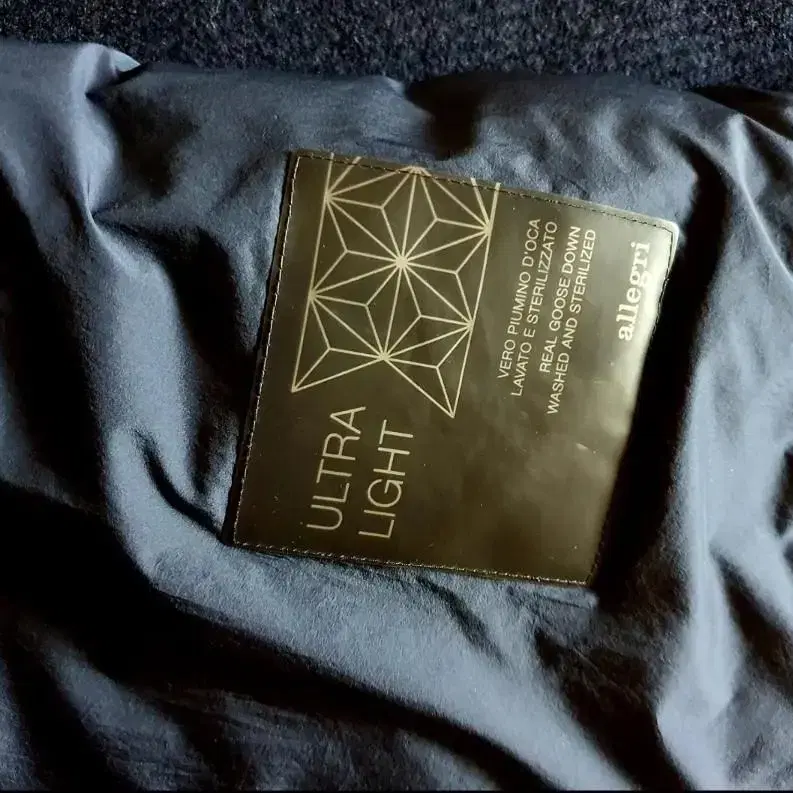 ULTRA
LIGHT
VERO PIUMINO D'OCA
LAVATO E STERILIZZATO
REAL GOOSE DOWN
WASHED AND STERILIZED
allegri